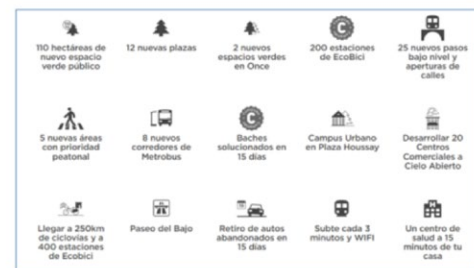 110 hectáreas de
nuevo espacio
verde público
12 nuevas plazas
2 nuevos
espacios verdes
en Once
200 estaciones
de EcoBici
25 nuevos pasos
bajo nivel y
aperturas de
calles
5 nuevas áreas
con prioridad
peatonal
8 nuevos
corredores de
Metrobus
Baches
solucionados en
15 días
Campus Urbano
en Plaza Houssay
Desarrollar 20
Centros
Comerciales a
Cielo Abierto
Llegar a 250km
de ciclovías y a
400 estaciones
de Ecobici
Paseo del Bajo
Retiro de autos
abandonados en
15 días
Subte cada 3
minutos y WIFI
Un centro de
salud a 15
minutos de tu
casa